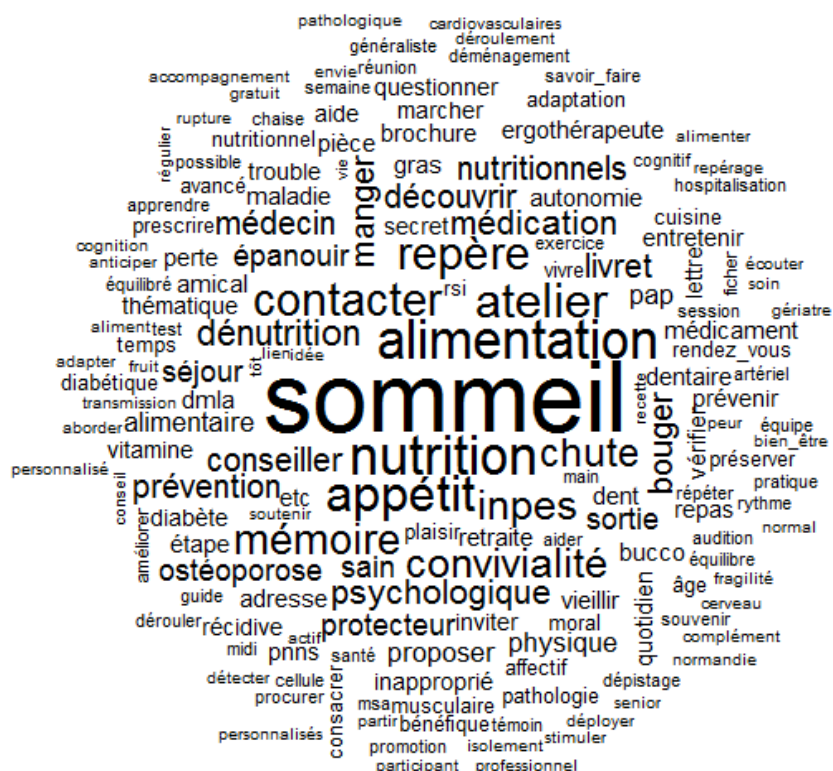 pathologique cardiovasculaires
généraliste déroulement
déménagement
accompagnement envie réunion savoir_faire
gratuit semaine questionner adaptation
rupture chaise aide marcher
régulier nutritionnel pièce brochure ergothérapeute alimenter
possible trouble vie manger gras nutritionnels cognitif repérage
avancé maladie découvrir autonomie hospitalisation
apprendre
prescrire médecin secret médication cuisine
cognition exercice entretenir
anticiper perte épanouir repère vivre livret lettre ficher écouter
équilibré amical contacter rsi atelier pap soin
thématique session gériatre
aliment test dénutrition alimentation médicament
temps tôt lien idée rendez_vous
adapter fruit séjour
diabétique sommeil recette dentaire artériel
transmission dmla bouger prévenir
aborder alimentaire vérifier peur équipe
vitamine nutrition chute bien_être
personnalisé conseiller préserver
conseil prévention appétit main pratique
etc inpes dent répéter rythme
améliorer diabète soutenir sortie repas normal
mémoire plaisir retraite aider audition
étape convivialité bucco équilibre
ostéoporose sain quotidien âge fragilité
guide adresse psychologique vieillir cerveau
dérouler récidive protecteur inviter moral souvenir
actif complément
midi pnns santé proposer physique normandie
détecter cellule consacrer inapproprié affectif dépistage
procurer msa musculaire pathologie senior
partir bénéfique témoin déployer
personnalisés stimuler
promotion isolement
participant professionnel